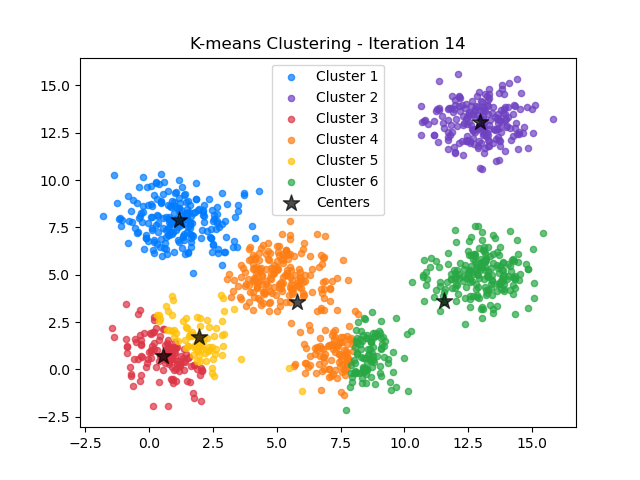 K-means Clustering - Iteration 14
Cluster 1
Cluster 2
Cluster 3
Cluster 4
Cluster 5
Cluster 6
Centers
15.0
12.5
10.0
7.5
5.0
2.5
0.0
−2.5
−2.5 0.0 2.5 5.0 7.5 10.0 12.5 15.0